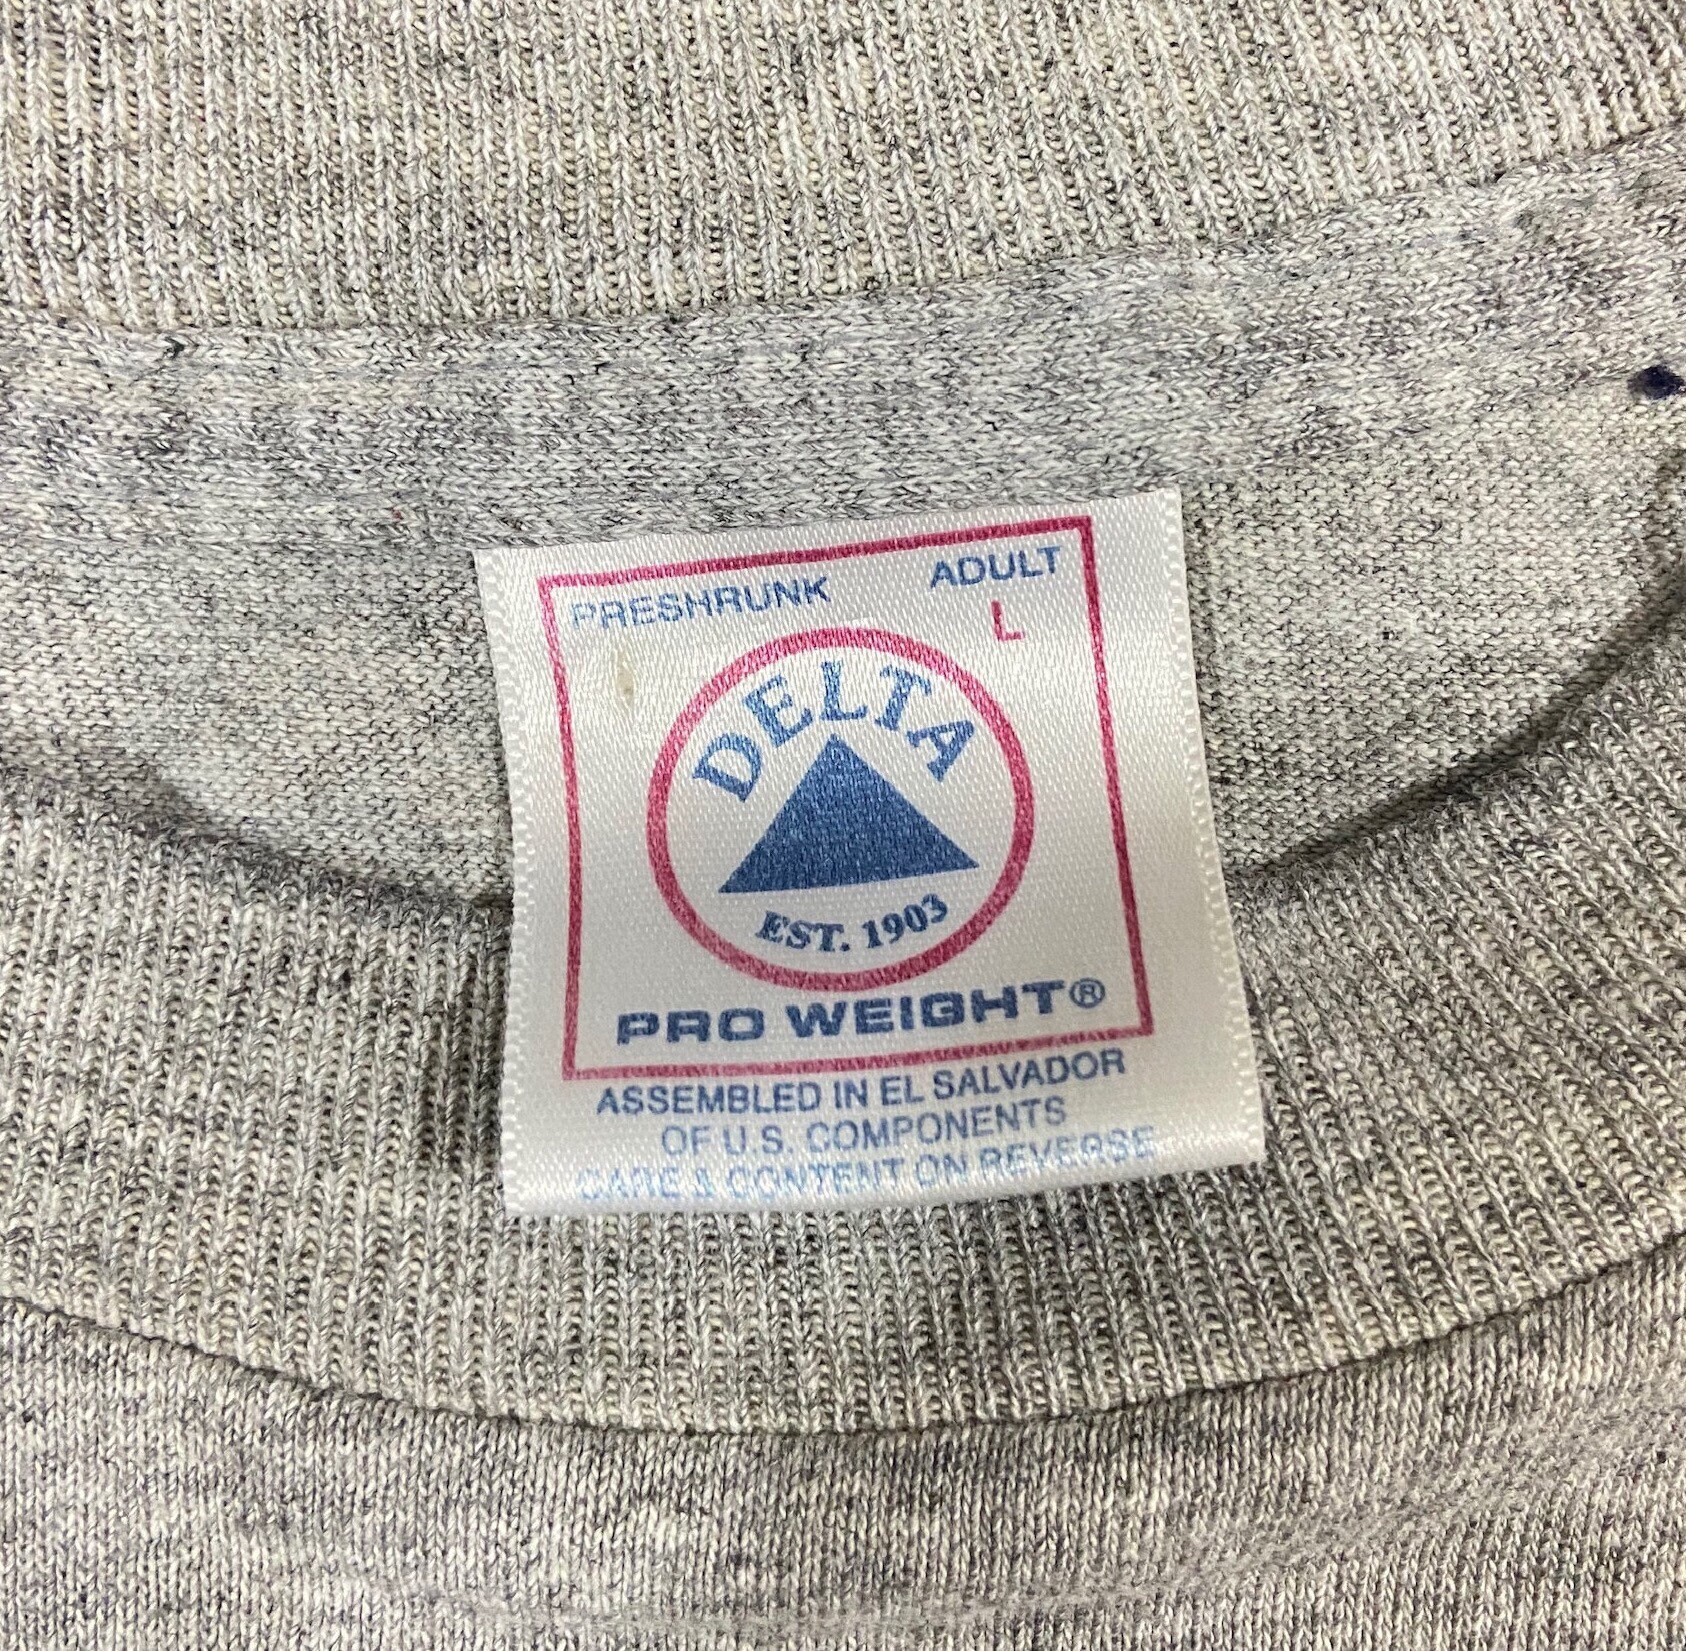 PRESHRUNK ADULT
L
DELTA
EST. 1903
PRO WEIGHT®
ASSEMBLED IN EL SALVADOR
OF U.S. COMPONENTS
CARE & CONTENT ON REVERSE